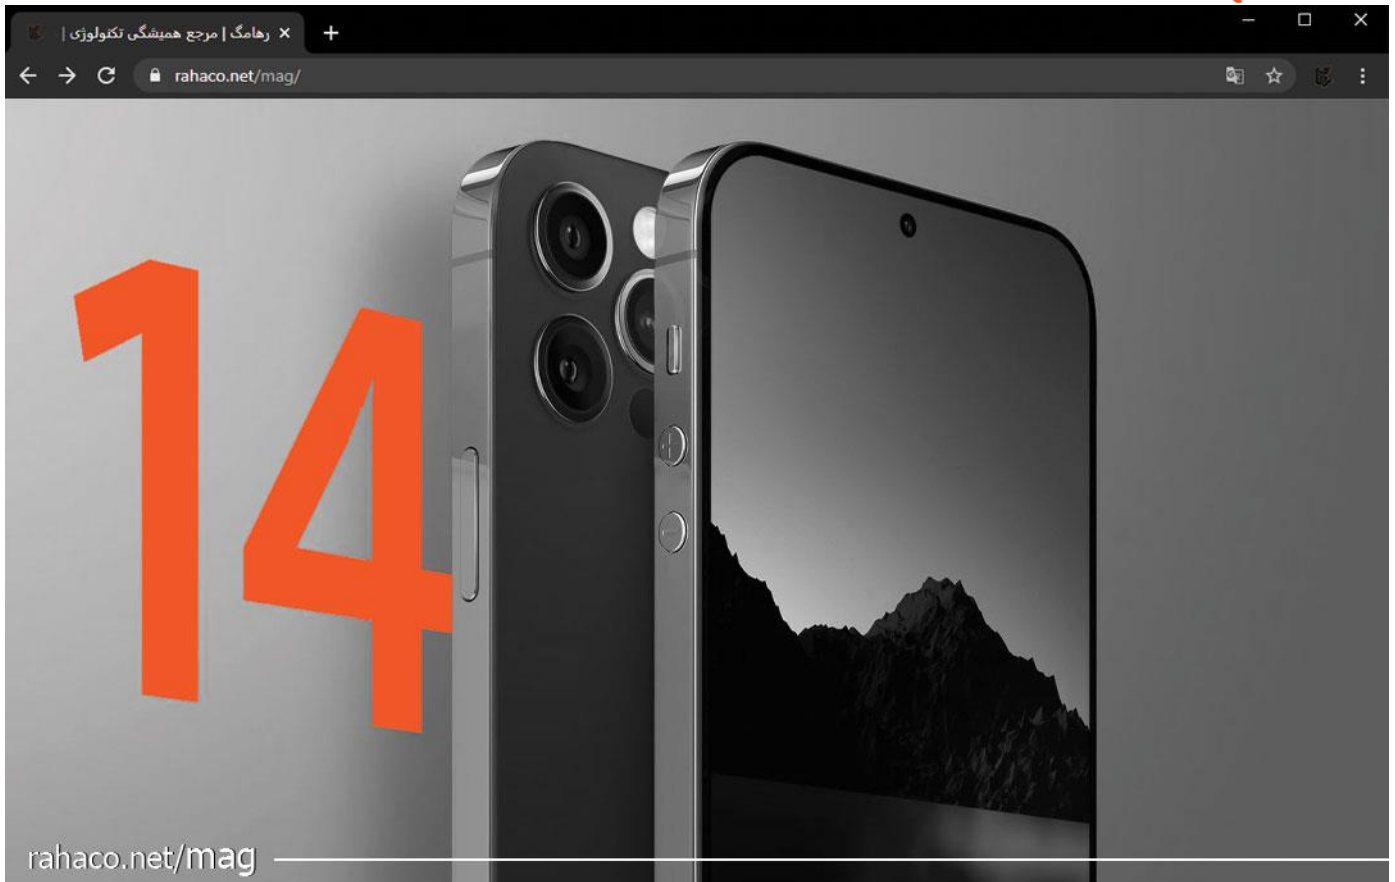 رهامگ | مرجع همیشگی تکنولوژی |
rahaco.net/mag/
14
rahaco.net/mag